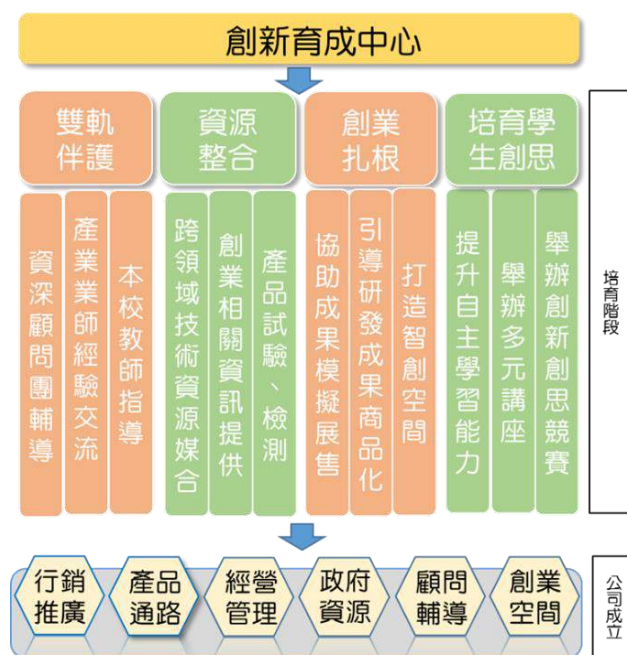 創新育成中心
雙軌
伴護
資深顧問團輔導
產業業師經驗交流
本校教師指導
資源
整合
跨領域技術資源媒合
創業相關資訊提供
產品試驗、檢測
創業
扎根
協助成果模擬展售
引導研發成果商品化
打造智創空間
培育學
生創思
提升自主學習能力
舉辦多元講座
舉辦創新創思競賽
培育階段
行銷
推廣
產品
通路
經營
管理
政府
資源
顧問
輔導
創業
空間
公司成立